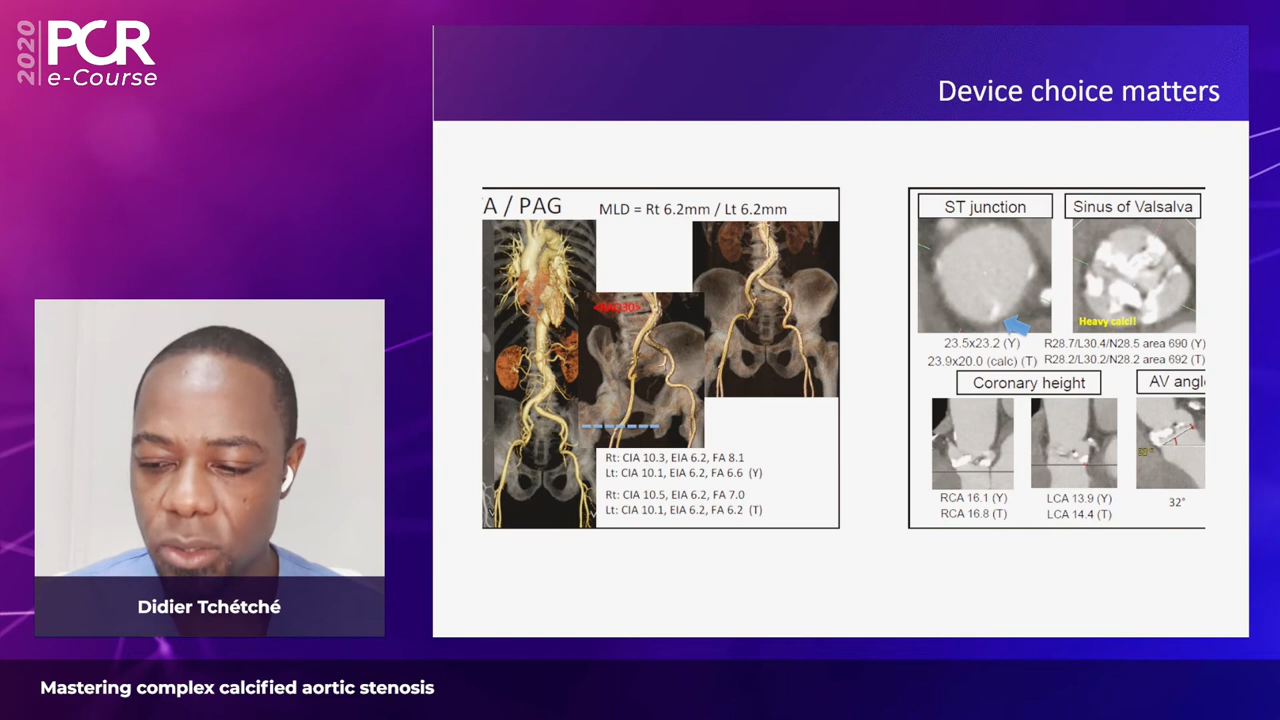 2020
PCR
e-Course
Device choice matters
A / PAG
MLD = Rt 6.2mm / Lt 6.2mm
Rt: CIA 10.3, EIA 6.2, FA 8.1
Lt: CIA 10.1, EIA 6.2, FA 6.6 (Y)
Rt: CIA 10.5, EIA 6.2, FA 7.0
Lt: CIA 10.1, EIA 6.2, FA 6.2 (T)
ST junction
Sinus of Valsalva
Heavy calc!!
23.5x23.2 (Y)
23.9x20.0 (calc) (T)
R28.7/L30.4/N28.5 area 690 (Y)
R28.2/L30.2/N28.2 area 692 (T)
Coronary height
AV angle
RCA 16.1 (Y)
RCA 16.8 (T)
LCA 13.9 (Y)
LCA 14.4 (T)
32°
Didier Tchétché
Mastering complex calcified aortic stenosis